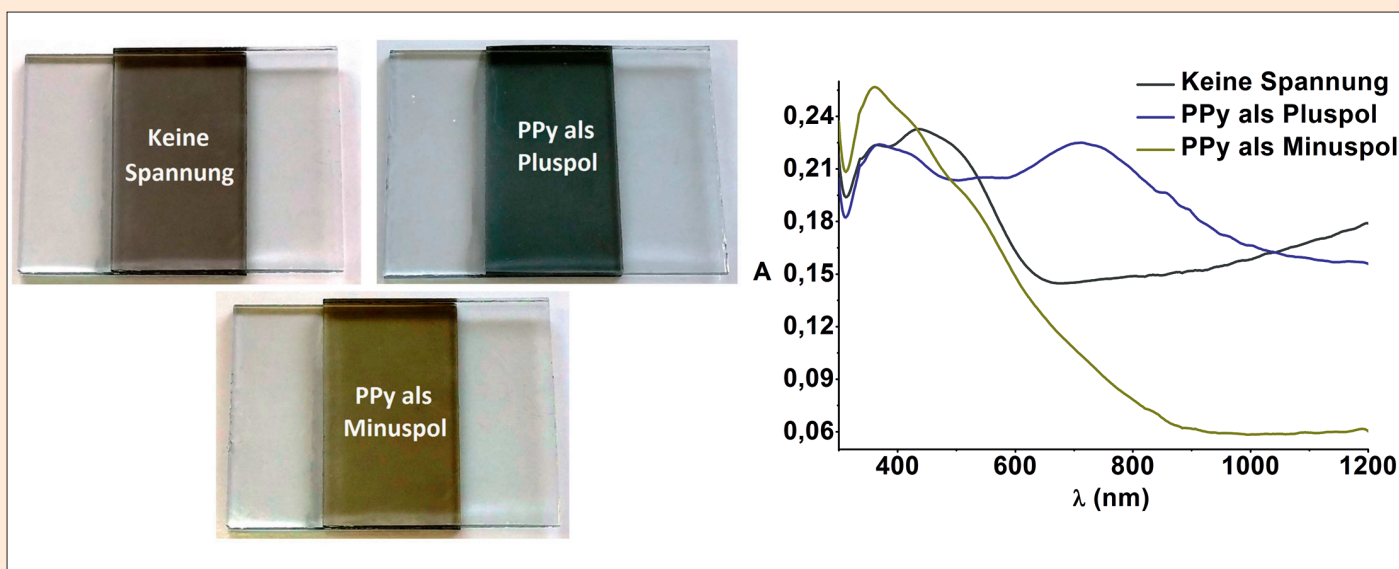 Keine
Spannung
PPy als
Pluspol
PPy als
Minuspol
Keine Spannung
PPy als Pluspol
PPy als Minuspol
0,24
0,21
0,18
A 0,15
0,12
0,09
0,06
400 600 800 1000 1200
λ (nm)